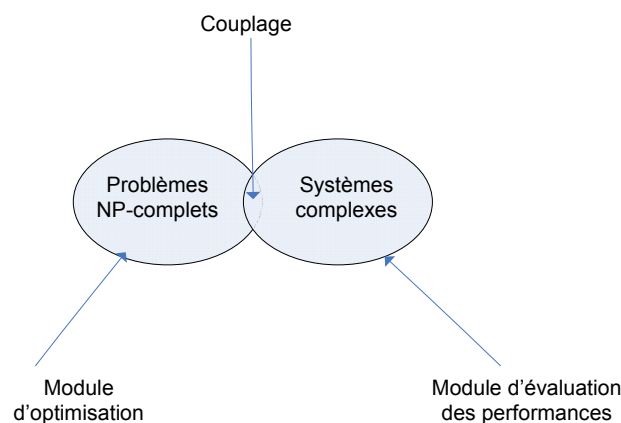 Couplage
Problèmes
NP-complets
Systèmes
complexes
Module
d’optimisation
Module d’évaluation
des performances